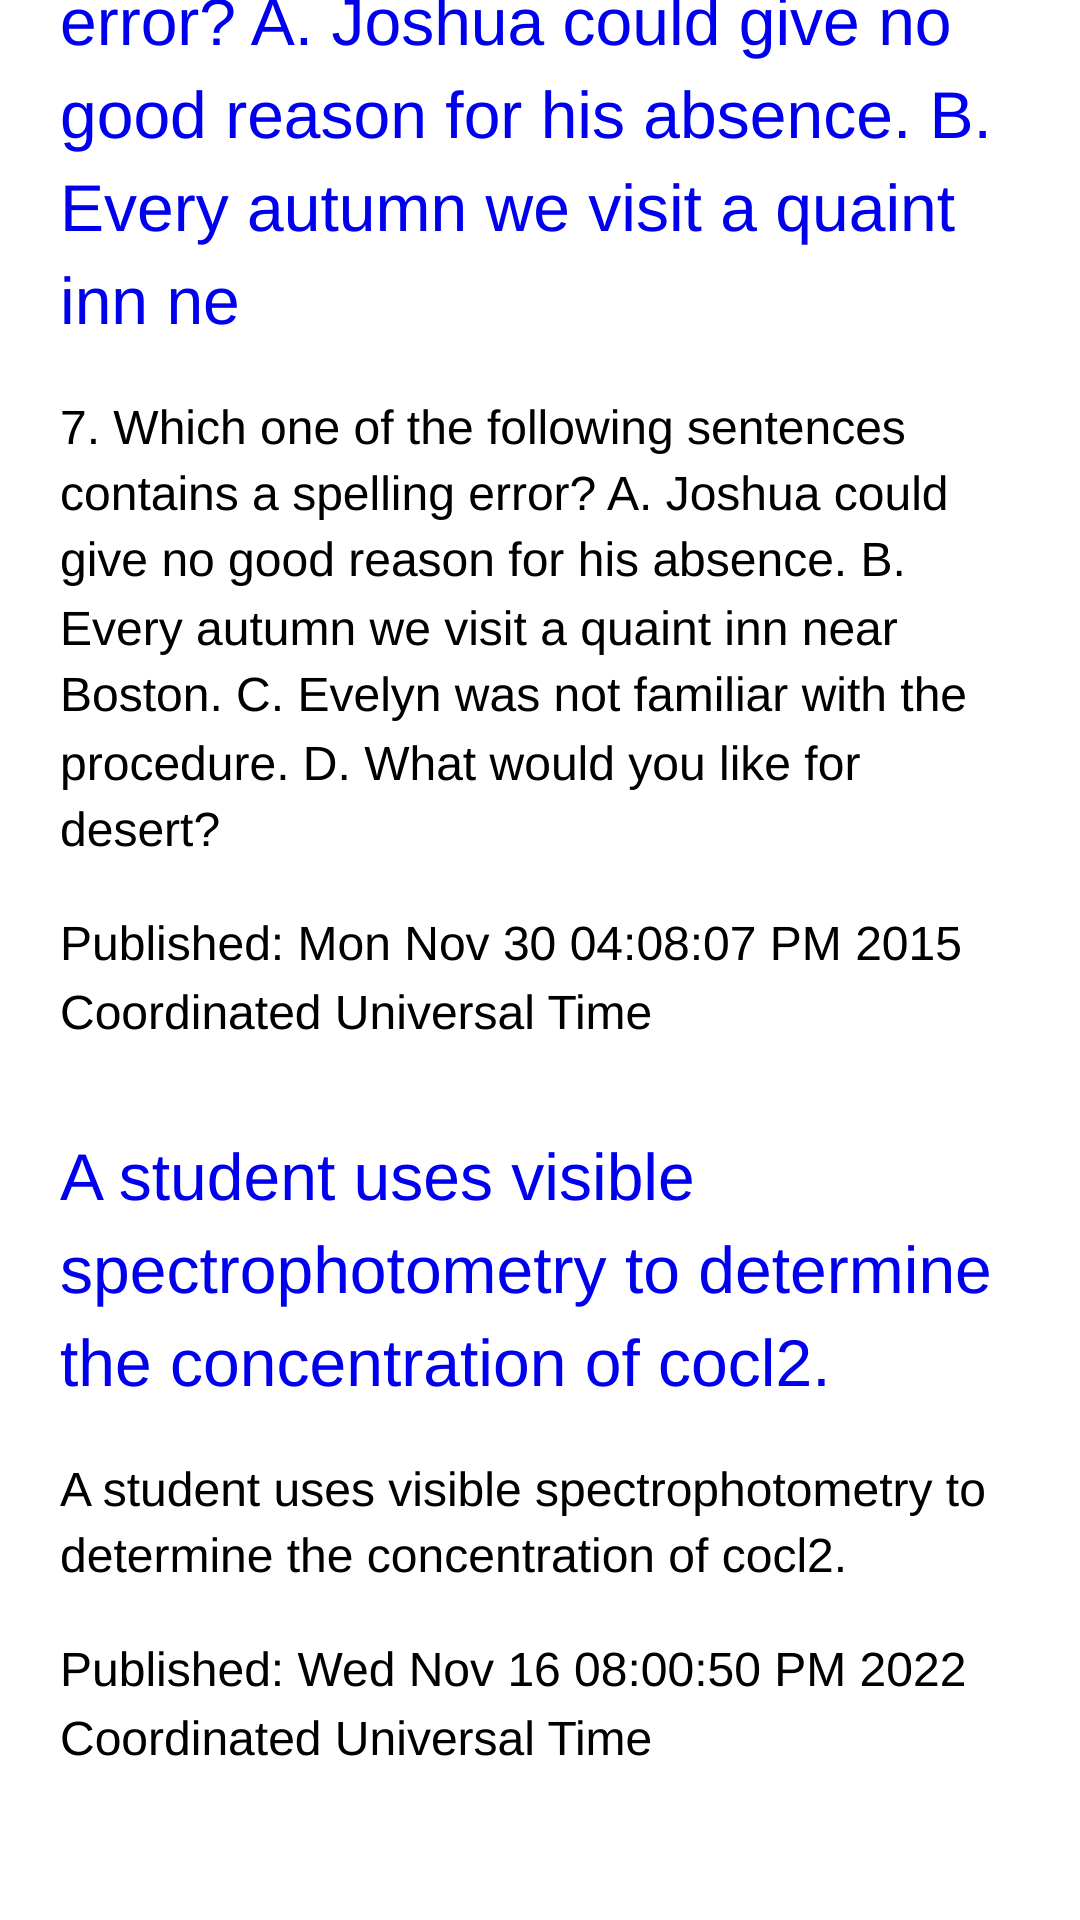 error? A. Joshua could give no
good reason for his absence. B.
Every autumn we visit a quaint
inn ne
7. Which one of the following sentences
contains a spelling error? A. Joshua could
give no good reason for his absence. B.
Every autumn we visit a quaint inn near
Boston. C. Evelyn was not familiar with the
procedure. D. What would you like for
desert?
Published: Mon Nov 30 04:08:07 PM 2015
Coordinated Universal Time
A student uses visible
spectrophotometry to determine
the concentration of cocl2.
A student uses visible spectrophotometry to
determine the concentration of cocl2.
Published: Wed Nov 16 08:00:50 PM 2022
Coordinated Universal Time